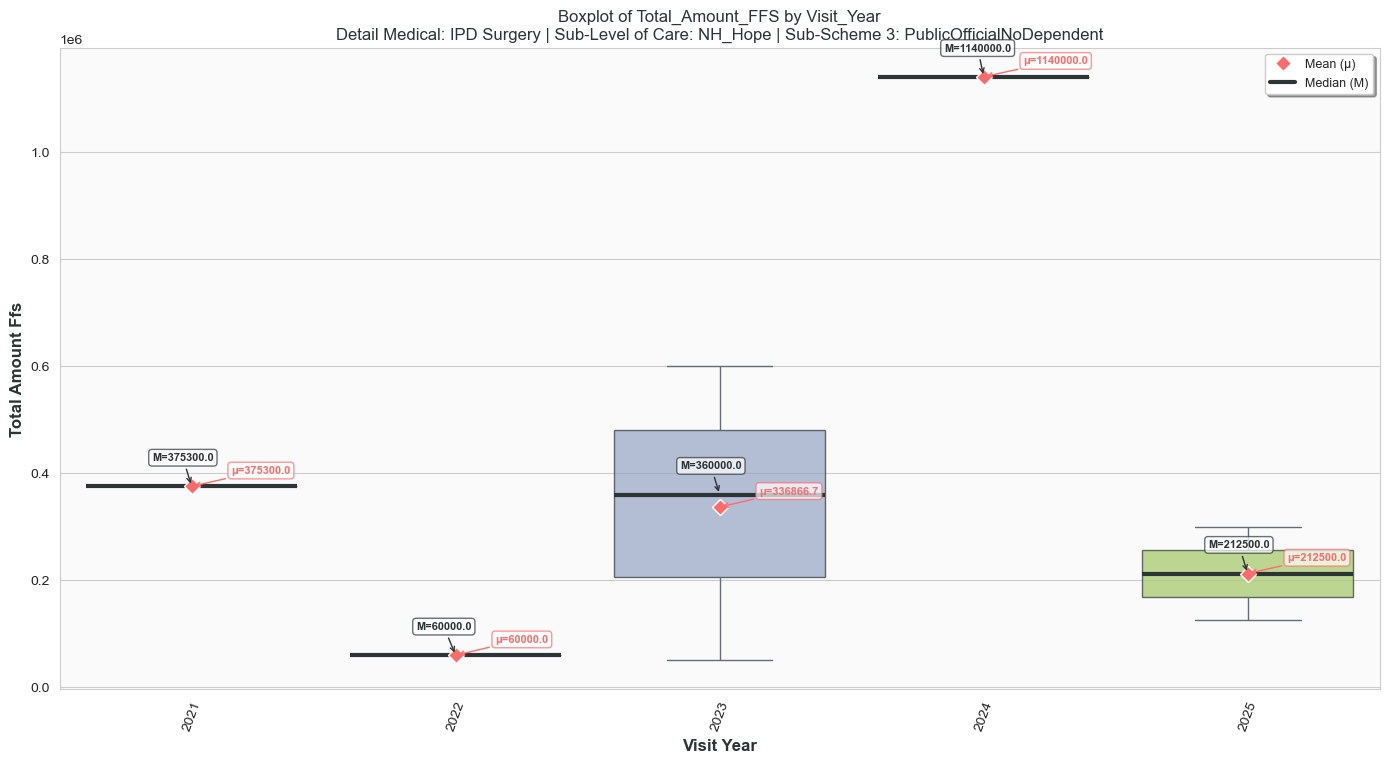 Boxplot of Total_Amount_FFS by Visit_Year
Detail Medical: IPD Surgery | Sub-Level of Care: NH_Hope | Sub-Scheme 3: PublicOfficialNoDependent
1e6
M=1140000.0
μ=1140000.0
Mean (μ)
Median (M)
1.0
0.8
0.6
0.4
0.2
0.0
Total Amount Ffs
M=375300.0
μ=375300.0
M=360000.0
μ=336866.7
M=212500.0
μ=212500.0
M=60000.0
μ=60000.0
2021
2022
2023
2024
2025
Visit Year